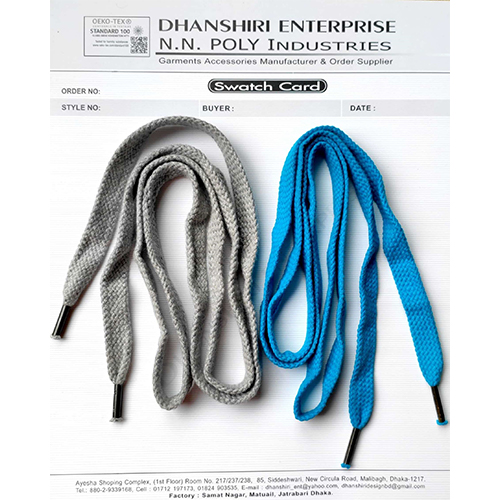 OEKO-TEX®
STANDARD 100
DHANSHIRI ENTERPRISE
N.N. POLY INDUSTRIES
Garments Accessories Manufacturer & Order Supplier
Swatch Card
ORDER NO:
STYLE NO:
BUYER :
DATE :
Ayesha Shoping Complex, (1st Floor) Room No. 217/237/238, 85, Siddeshwari, New Circula Road, Malibagh, Dhaka-1217.
Tel.: 880-2-9339168, Cell : 01712 197173, 01824 903535, E-mail : dhanshiri_ent@yahoo.com, dhanshiridesignbd@gmail.com
Factory : Samat Nagar, Matuail, Jatrabari Dhaka.